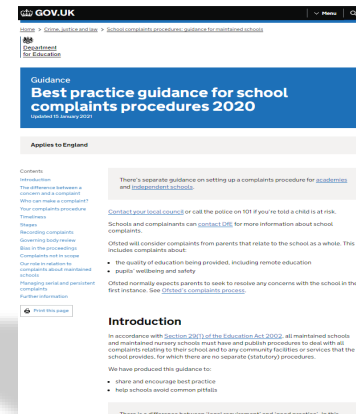 GOV.UK
Menu
Home > Crime, justice and law > School complaints procedures: guidance for maintained schools
Department
for Education
Guidance
Best practice guidance for school
complaints procedures 2020
Updated 15 January 2021
Applies to England
Contents
Introduction
The difference between a
concern and a complaint
Who can make a complaint?
Your complaints procedure
Timeliness
Stages
Recording complaints
Governing body review
Bias in the proceedings
Complaints not in scope
Our role in relation to
complaints about maintained
schools
Managing serial and persistent
complaints
Further information
Print this page
There's separate guidance on setting up a complaints procedure for academies
and independent schools.
Contact your local council or call the police on 101 if you're told a child is at risk.
Schools and complainants can contact DfE for more information about school
complaints.
Ofsted will consider complaints from parents that relate to the school as a whole. This
includes complaints about:
• the quality of education being provided, including remote education
• pupils' wellbeing and safety
Ofsted normally expects parents to seek to resolve any concerns with the school in the
first instance. See Ofsted's complaints process.
Introduction
In accordance with Section 29(1) of the Education Act 2002, all maintained schools
and maintained nursery schools must have and publish procedures to deal with all
complaints relating to their school and to any community facilities or services that the
school provides, for which there are no separate (statutory) procedures.
We have produced this guidance to:
• share and encourage best practice
• help schools avoid common pitfalls
There is a difference between 'legal requirement' and 'good practice'. In this